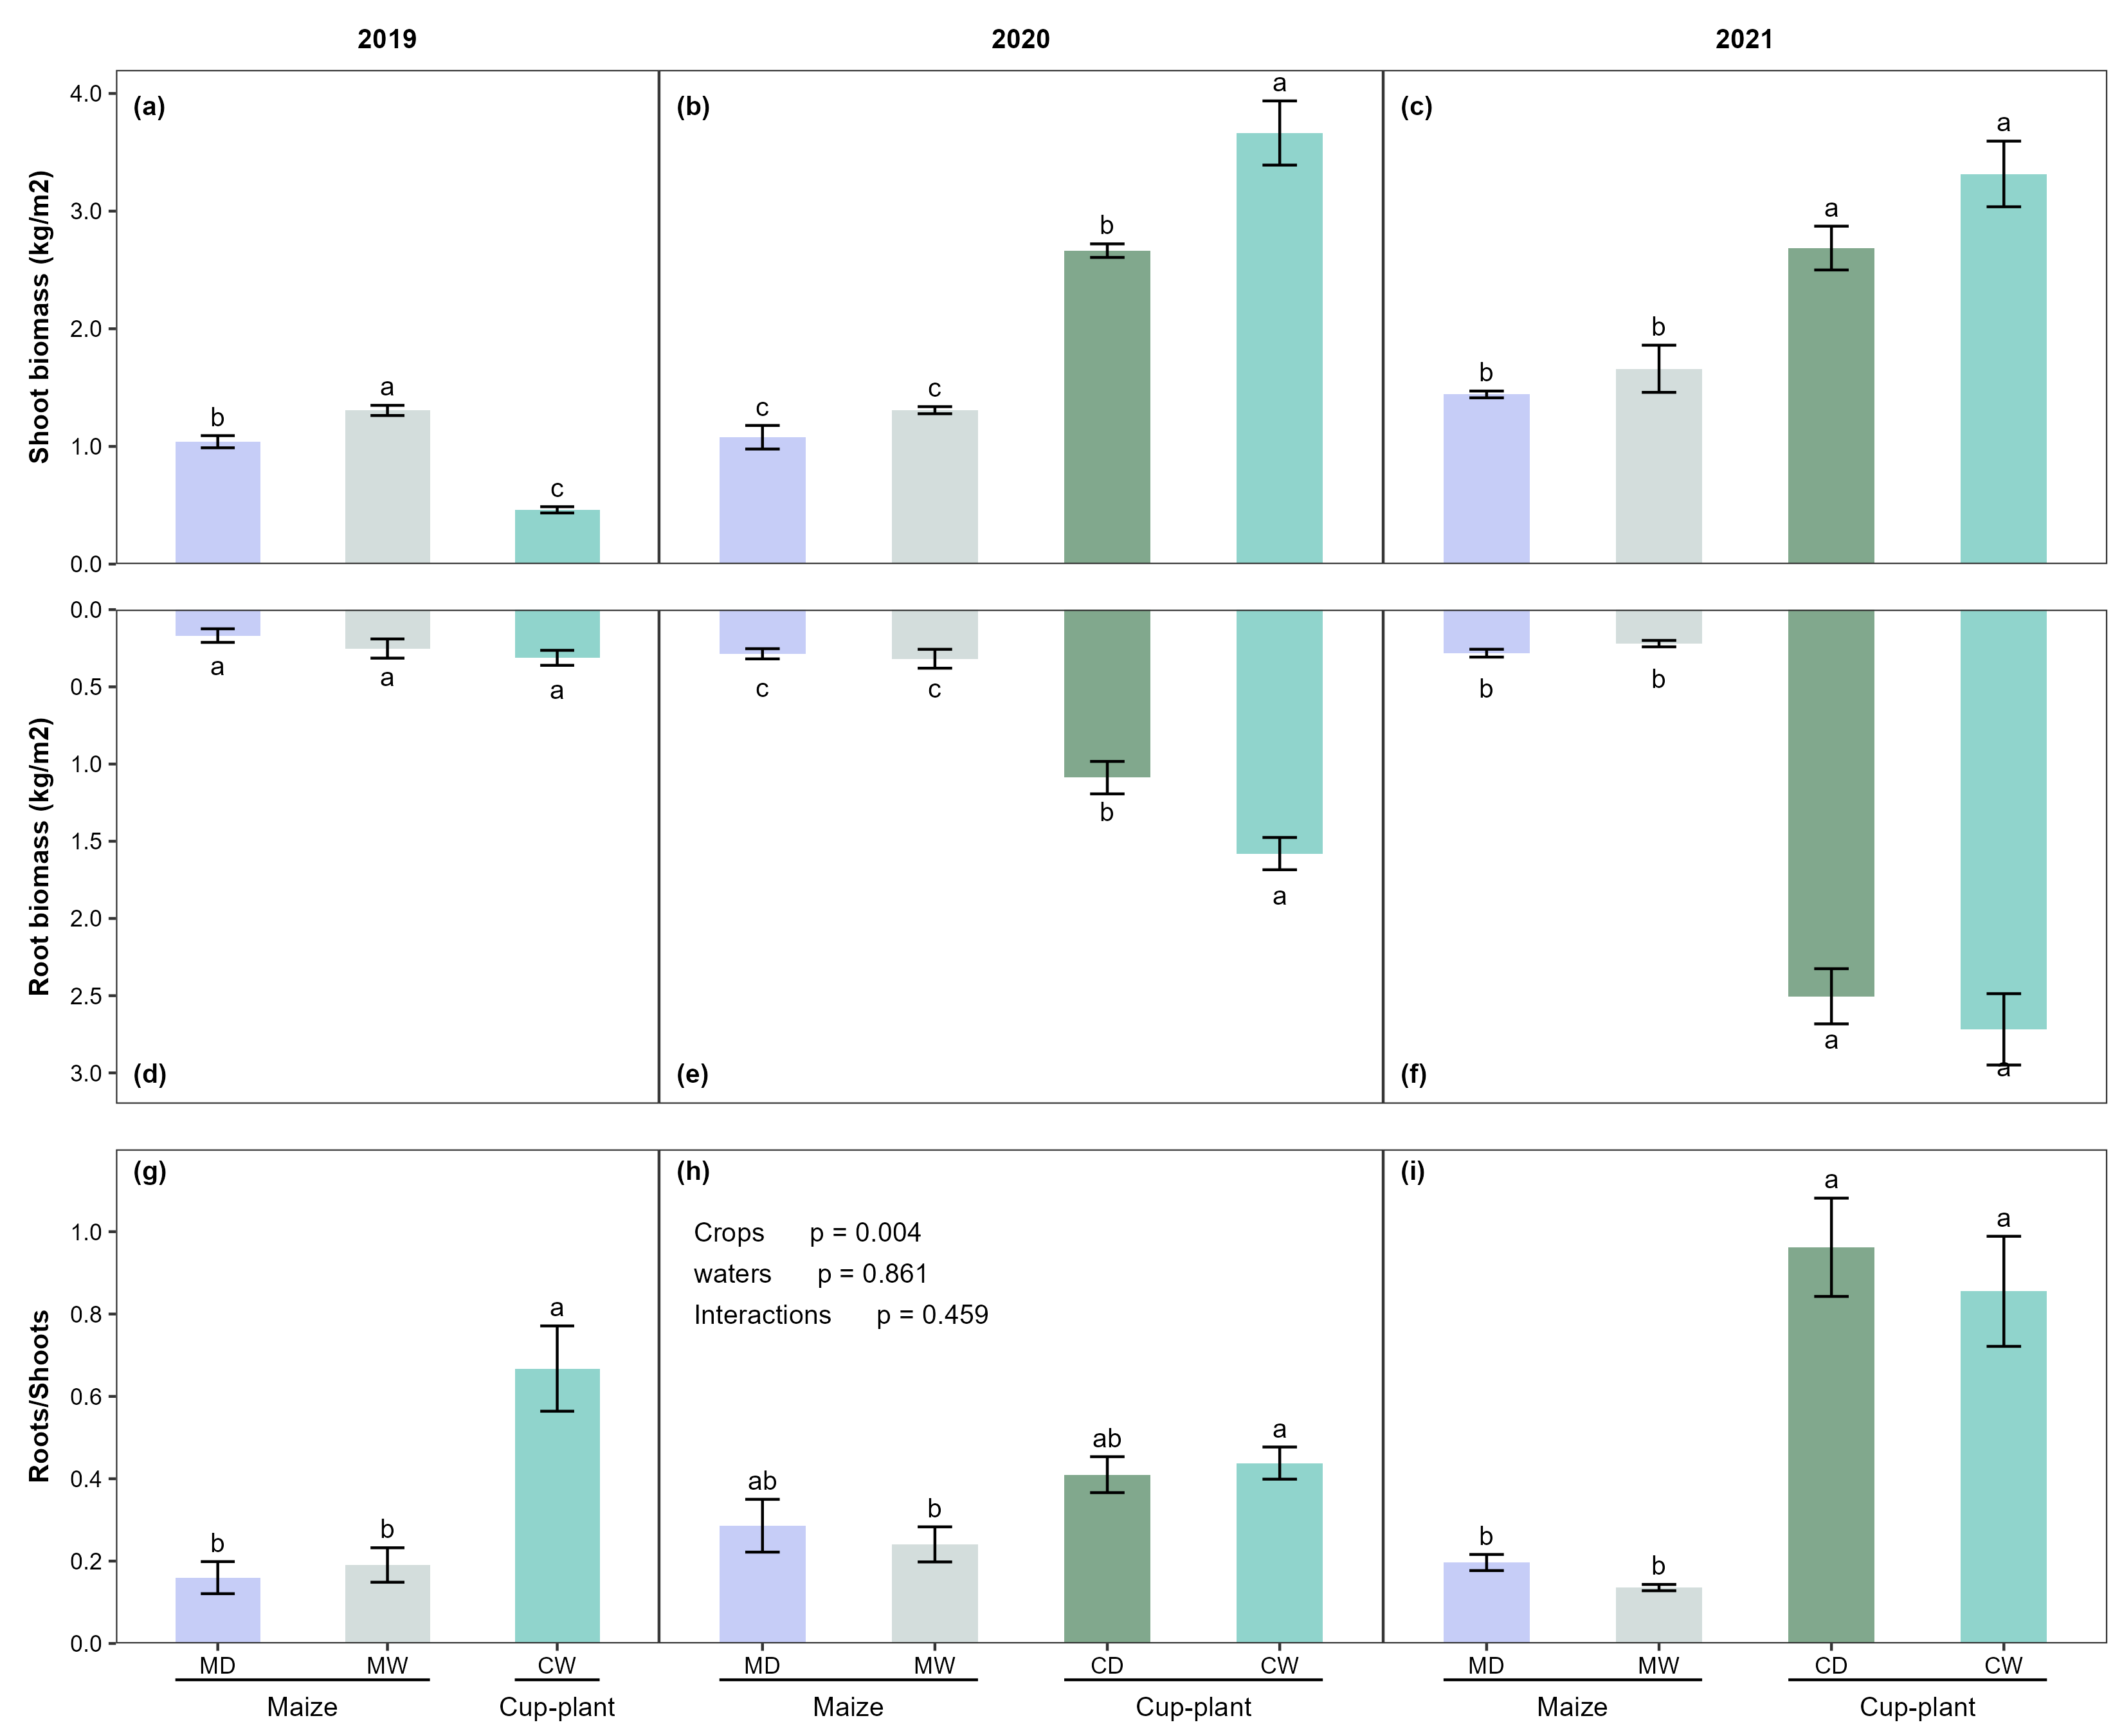 2019 2020 2021
(a) (b) (c)
Shoot biomass (kg/m2)
4.0
3.0
2.0
1.0
0.0
b a c
c c b a
b b a a
Root biomass (kg/m2)
0.0
0.5
1.0
1.5
2.0
2.5
3.0
a a a
c c b a
b b a a
(d) (e) (f)
(g) (h) (i)
Roots/Shoots
1.0
0.8
0.6
0.4
0.2
0.0
Crops p = 0.004
waters p = 0.861
Interactions p = 0.459
b b a
ab b ab a
b b a a
MD MW CW MD MW CD CW MD MW CD CW
Maize Cup-plant Maize Cup-plant Maize Cup-plant